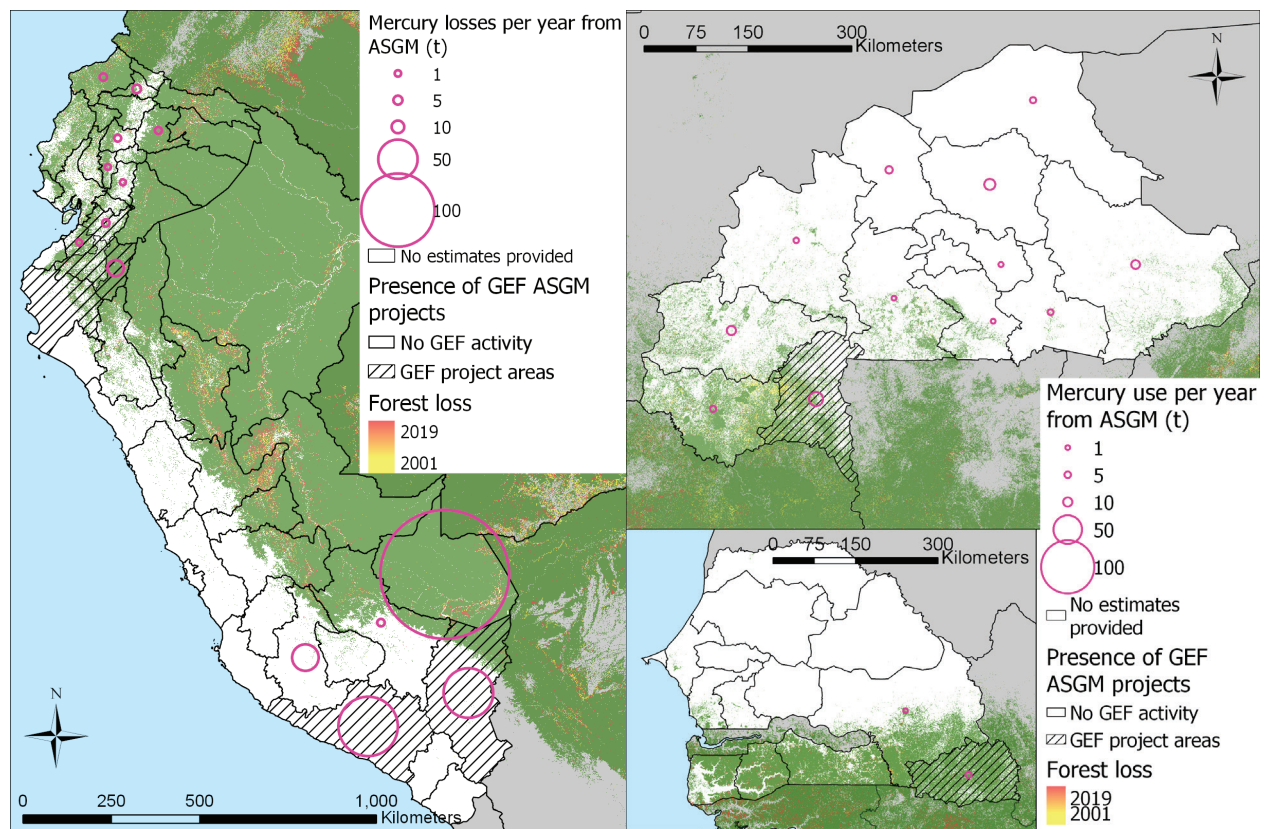 Mercury losses per year from
ASGM (t)
1
5
10
50
100
No estimates provided
Presence of GEF ASGM
projects
No GEF activity
GEF project areas
Forest loss
2019
2001
N
0 250 500 1,000
Kilometers
0 75 150 300
Kilometers
N
Mercury use per year
from ASGM (t)
1
5
10
50
100
No estimates
provided
Presence of GEF
ASGM projects
No GEF activity
GEF project areas
Forest loss
2019
2001
0 75 150 300
Kilometers